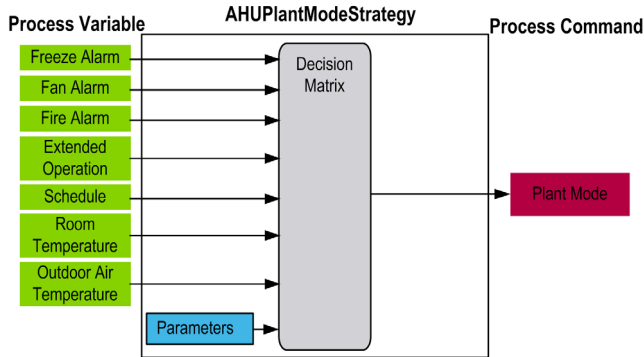 Process Variable
AHUPlantModeStrategy
Process Command
Freeze Alarm
Fan Alarm
Fire Alarm
Extended
Operation
Schedule
Room
Temperature
Outdoor Air
Temperature
Parameters
Decision
Matrix
Plant Mode